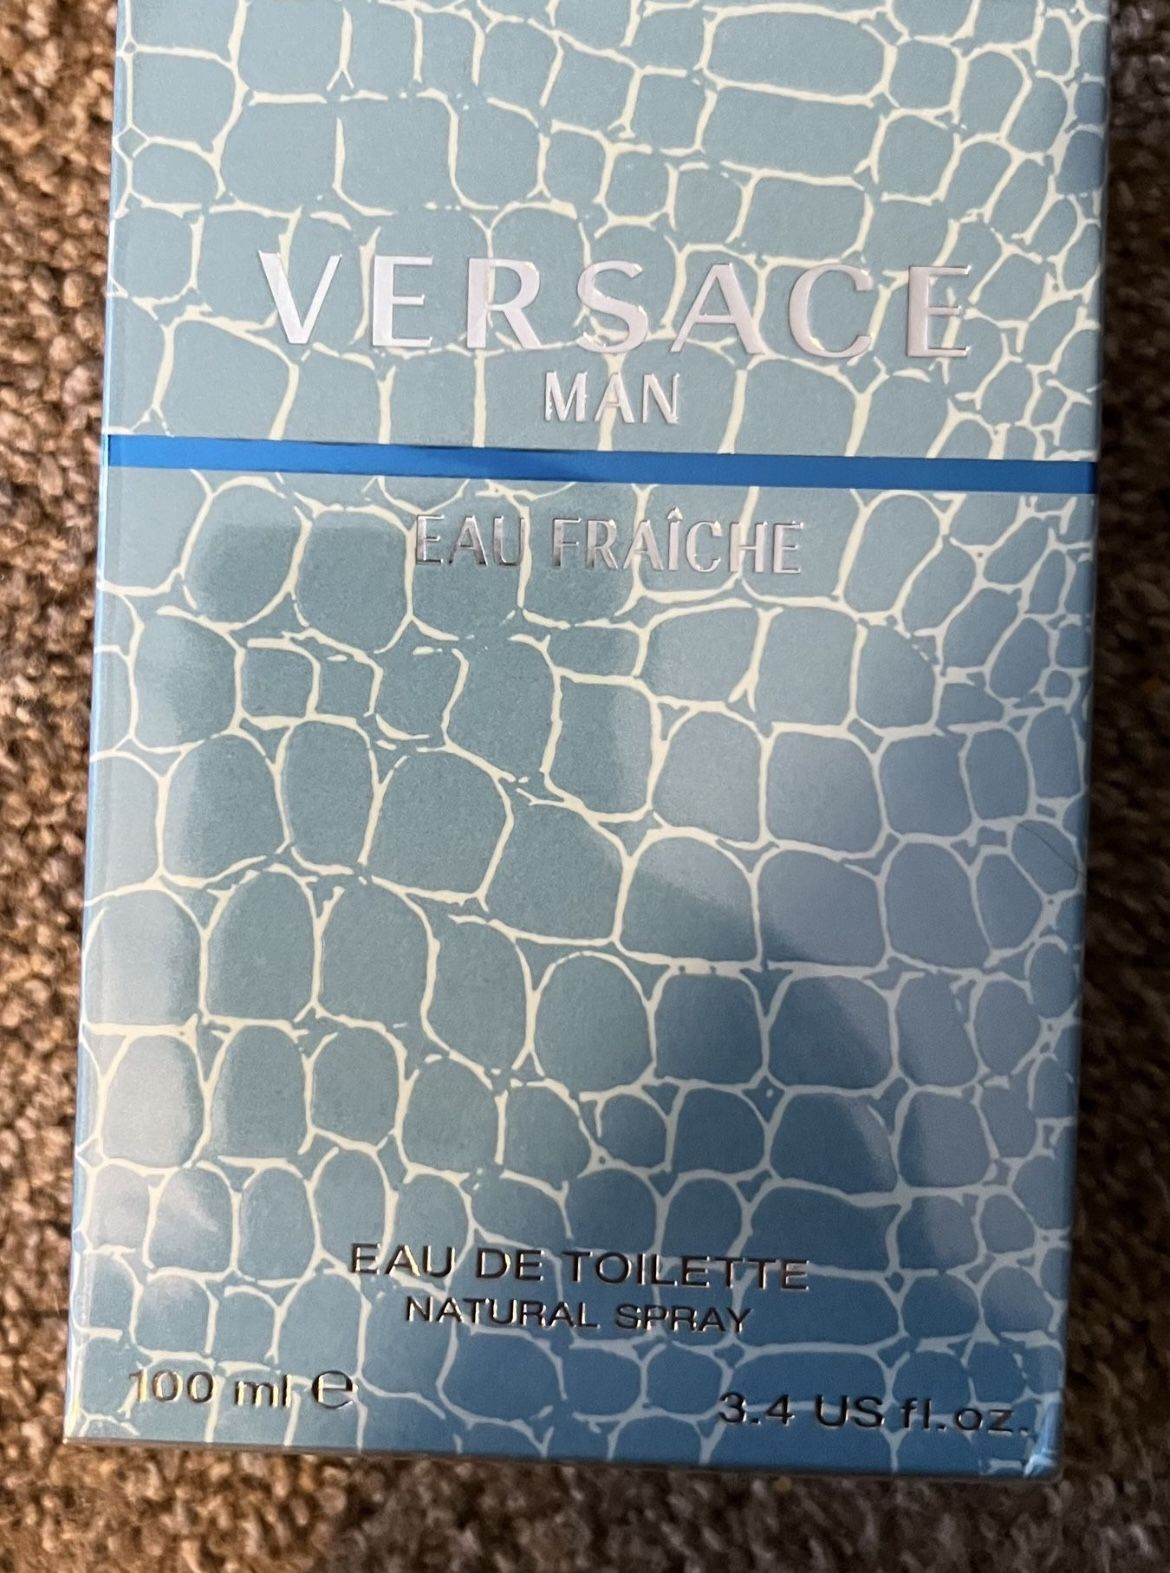 VERSACE
MAN
EAU FRAÎCHE
EAU DE TOILETTE
NATURAL SPRAY
100 ml ℮
3.4 US fl.oz.